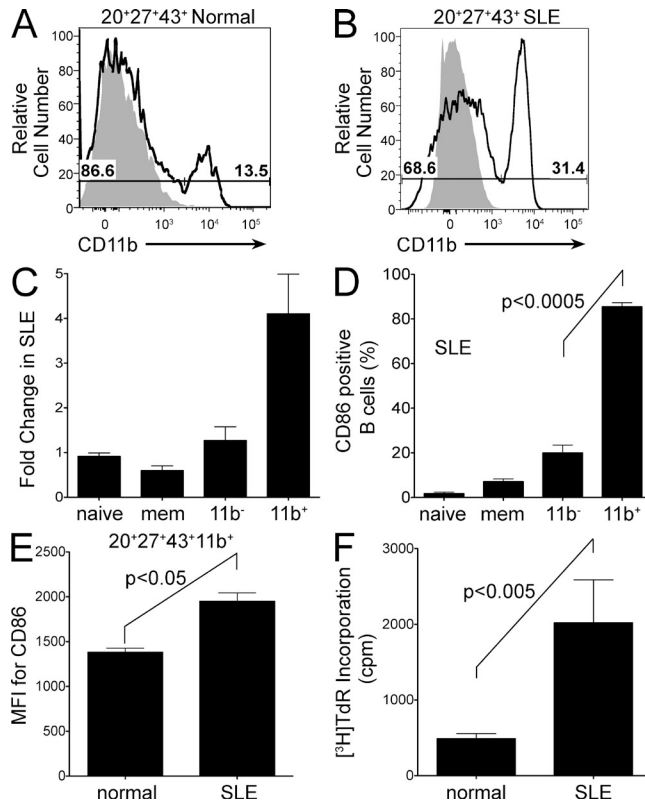 A
20⁺27⁺43⁺ Normal
Relative
Cell Number
100
80
60
40
20
0
86.6
13.5
0
10³
10⁴
10⁵
CD11b
B
20⁺27⁺43⁺ SLE
Relative
Cell Number
100
80
60
40
20
0
68.6
31.4
0
10³
10⁴
10⁵
CD11b
C
Fold Change in SLE
5
4
3
2
1
0
naive
mem
11b⁻
11b⁺
D
CD86 positive
B cells (%)
100
80
60
40
20
0
SLE
p<0.0005
naive
mem
11b⁻
11b⁺
E
20⁺27⁺43⁺11b⁺
MFI for CD86
2500
2000
1500
1000
500
0
p<0.05
normal
SLE
F
[³H]TdR Incorporation
(cpm)
3000
2000
1000
0
p<0.005
normal
SLE